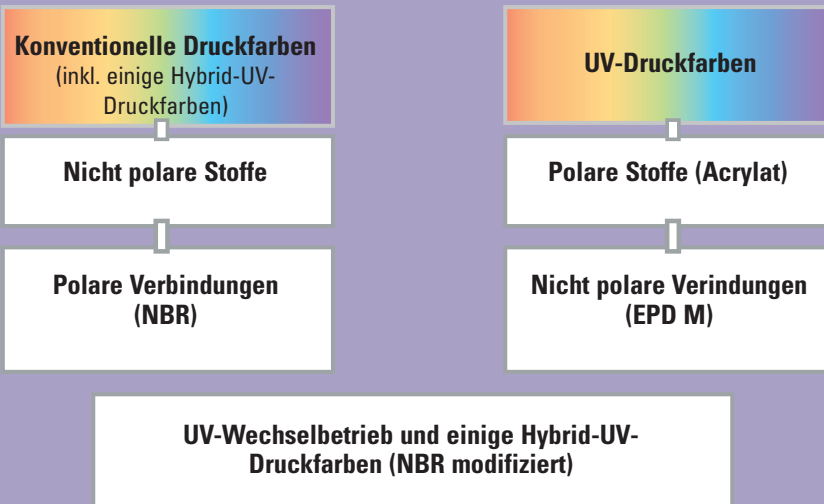 Konventionelle Druckfarben
(inkl. einige Hybrid-UV-
Druckfarben)
Nicht polare Stoffe
Polare Verbindungen
(NBR)
UV-Druckfarben
Polare Stoffe (Acrylat)
Nicht polare Verindungen
(EPD M)
UV-Wechselbetrieb und einige Hybrid-UV-
Druckfarben (NBR modifiziert)